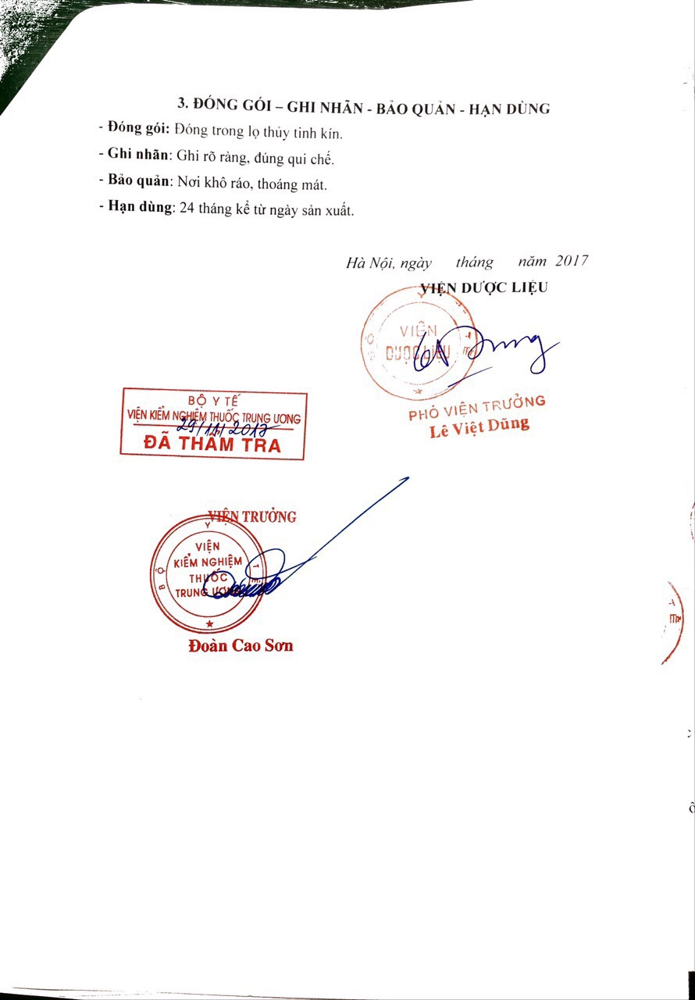 3. ĐÓNG GÓI – GHI NHÃN - BẢO QUẢN - HẠN DÙNG
- Đóng gói: Đóng trong lọ thủy tinh kín.
- Ghi nhãn: Ghi rõ ràng, đúng qui chế.
- Bảo quản: Nơi khô ráo, thoáng mát.
- Hạn dùng: 24 tháng kể từ ngày sản xuất.
Hà Nội, ngày tháng năm 2017
VIỆN DƯỢC LIỆU
BỘ Y TẾ
VIỆN
DƯỢC LIỆU
PHÓ VIỆN TRƯỞNG
Lê Việt Dũng
BỘ Y TẾ
VIỆN KIỂM NGHIỆM THUỐC TRUNG ƯƠNG
29/11/2017
ĐÃ THẨM TRA
VIỆN TRƯỞNG
BỘ Y TẾ
VIỆN
KIỂM NGHIỆM
THUỐC
TRUNG ƯƠNG
Đoàn Cao Sơn